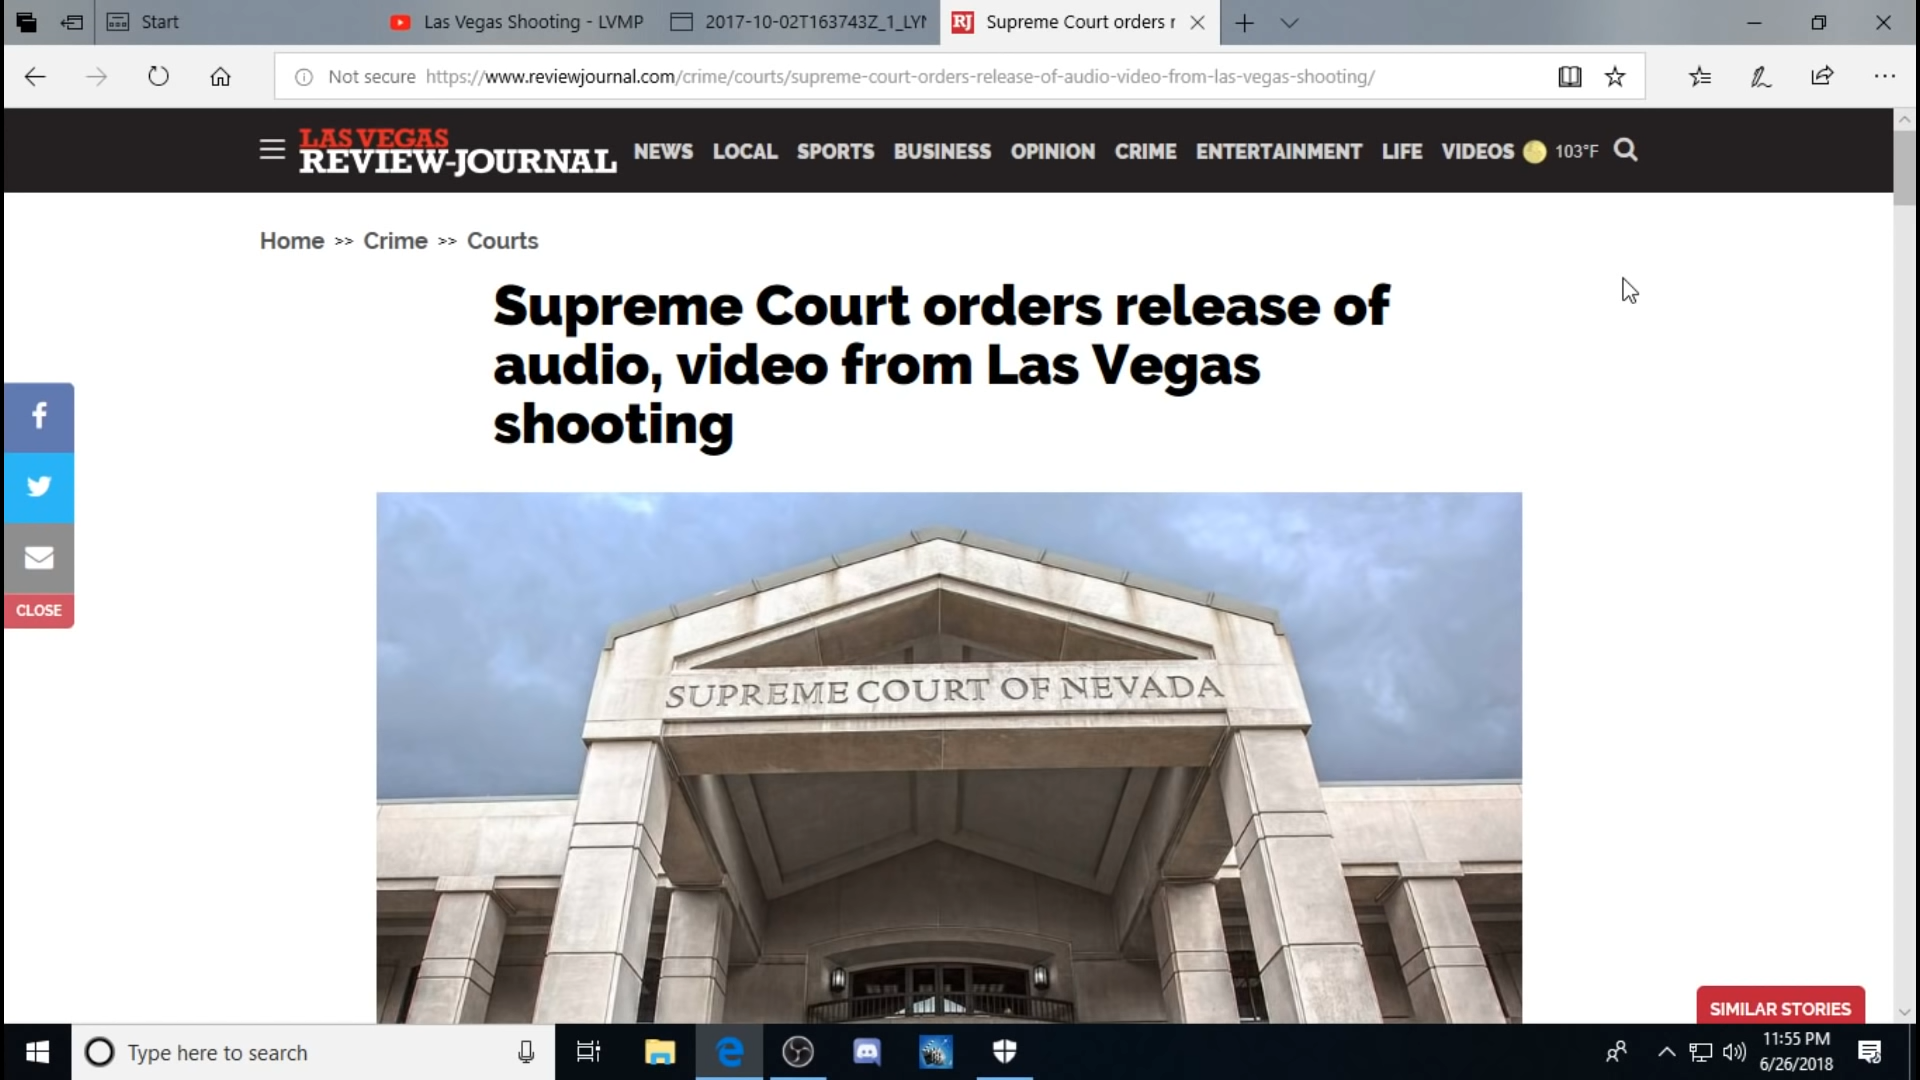 Start
Las Vegas Shooting - LVMP
2017-10-02T163743Z_1_LYN
Supreme Court orders r
Not secure https://www.reviewjournal.com/crime/courts/supreme-court-orders-release-of-audio-video-from-las-vegas-shooting/
LAS VEGAS
REVIEW-JOURNAL
NEWS LOCAL SPORTS BUSINESS OPINION CRIME ENTERTAINMENT LIFE VIDEOS 103°F
Home >> Crime >> Courts
Supreme Court orders release of
audio, video from Las Vegas
shooting
CLOSE
SUPREME COURT OF NEVADA
SIMILAR STORIES
Type here to search
11:55 PM
6/26/2018